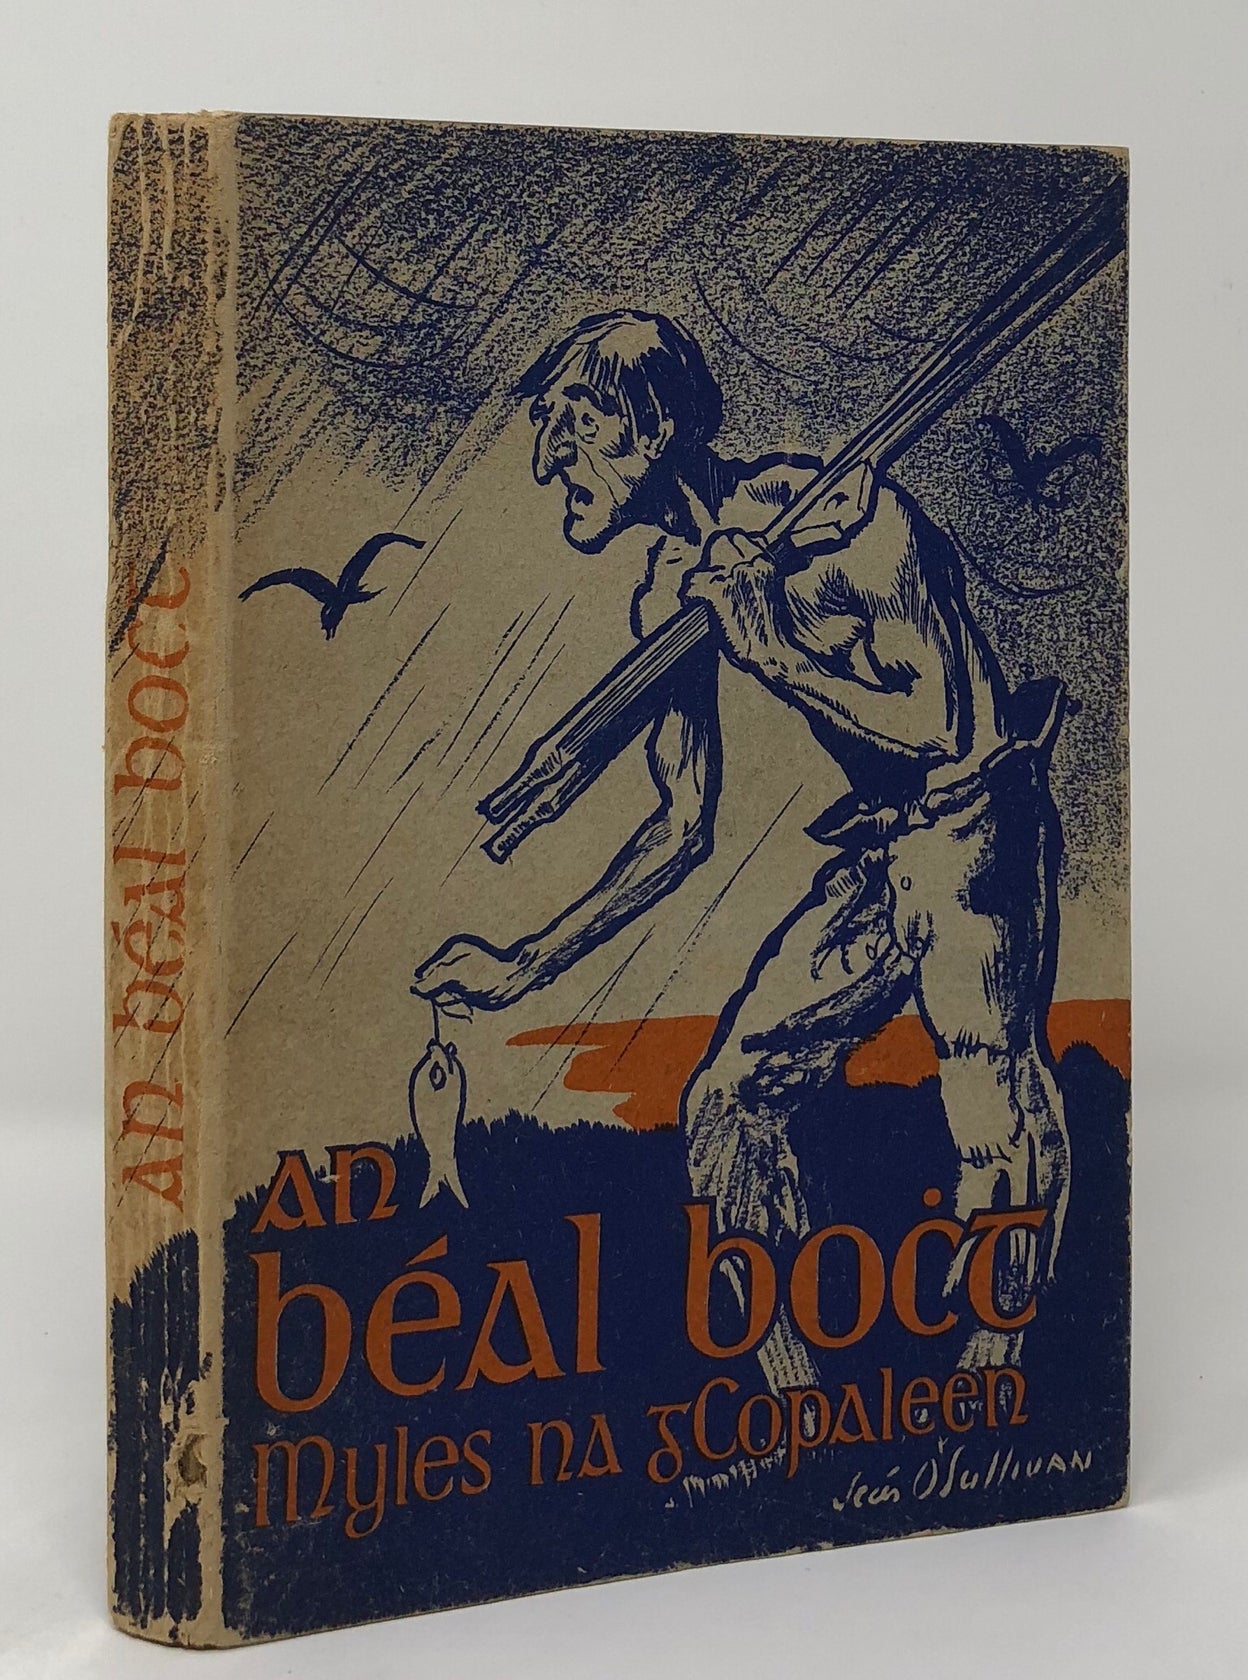 An béal boċt
An
béal boċt
Myles na gCopaleen
Seán O'Sullivan